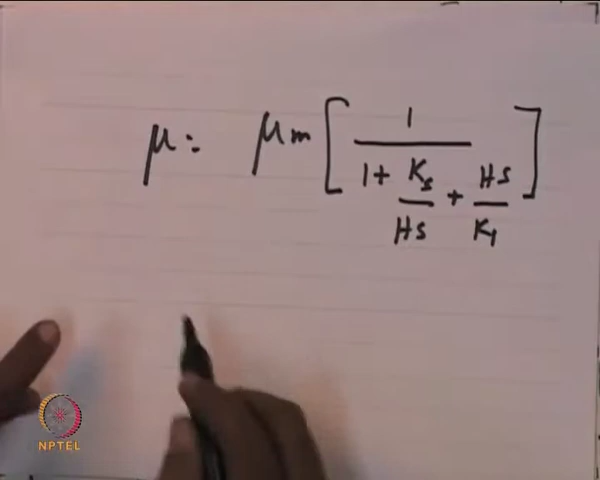 μ = μm [ 1 / (1 + Ks/HS + HS/K1) ]
NPTEL